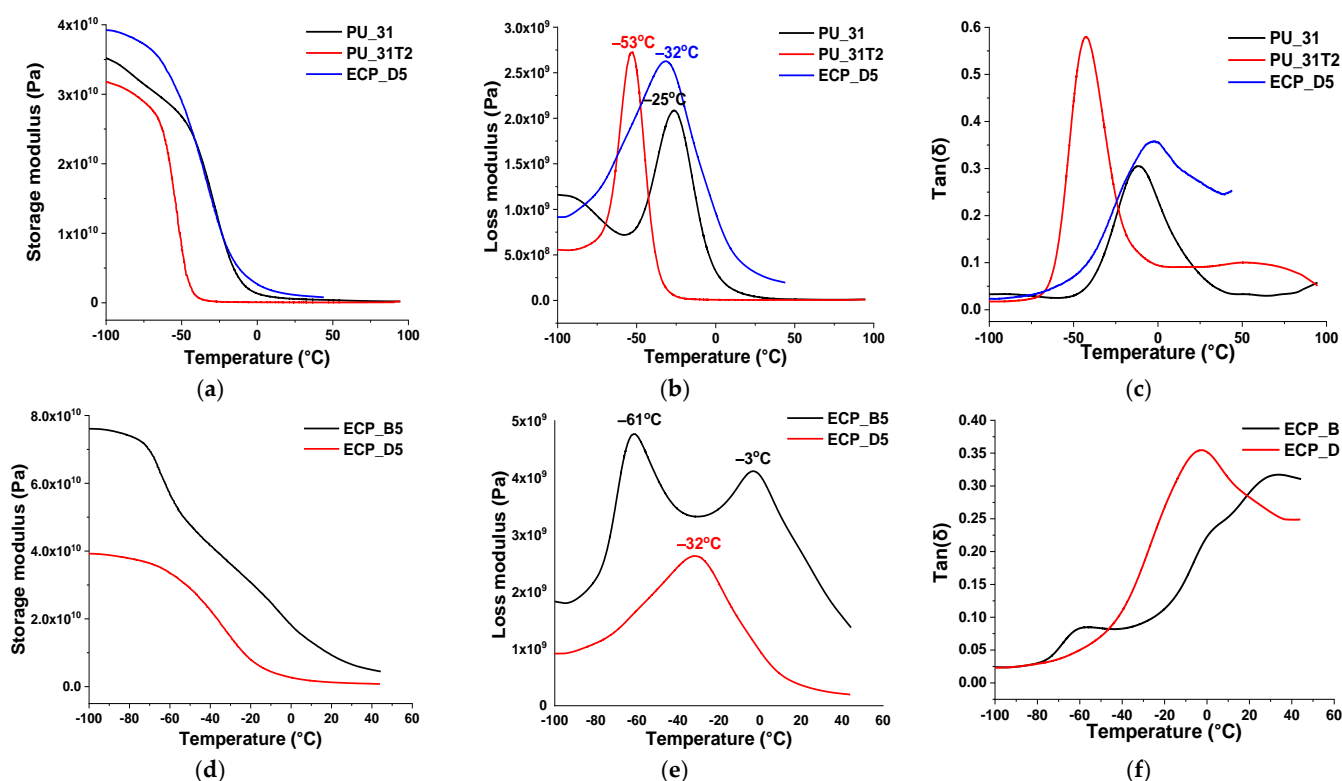 4x10¹⁰
3x10¹⁰
2x10¹⁰
1x10¹⁰
0
Storage modulus (Pa)
-100
-50
0
50
100
Temperature (°C)
PU_31
PU_31T2
ECP_D5
(a)
3.0x10⁹
2.5x10⁹
2.0x10⁹
1.5x10⁹
1.0x10⁹
5.0x10⁸
0.0
Loss modulus (Pa)
–53°C
–32°C
–25°C
-100
-50
0
50
100
Temperature (°C)
PU_31
PU_31T2
ECP_D5
(b)
0.6
0.5
0.4
0.3
0.2
0.1
0.0
Tan(δ)
-100
-50
0
50
100
Temperature (°C)
PU_31
PU_31T2
ECP_D5
(c)
8.0x10¹⁰
6.0x10¹⁰
4.0x10¹⁰
2.0x10¹⁰
0.0
Storage modulus (Pa)
-100
-80
-60
-40
-20
0
20
40
60
Temperature (°C)
ECP_B5
ECP_D5
(d)
5x10⁹
4x10⁹
3x10⁹
2x10⁹
1x10⁹
0
Loss modulus (Pa)
–61°C
–3°C
–32°C
-100
-80
-60
-40
-20
0
20
40
60
Temperature (°C)
ECP_B5
ECP_D5
(e)
0.40
0.35
0.30
0.25
0.20
0.15
0.10
0.05
0.00
Tan(δ)
-100
-80
-60
-40
-20
0
20
40
60
Temperature (°C)
ECP_B
ECP_D
(f)